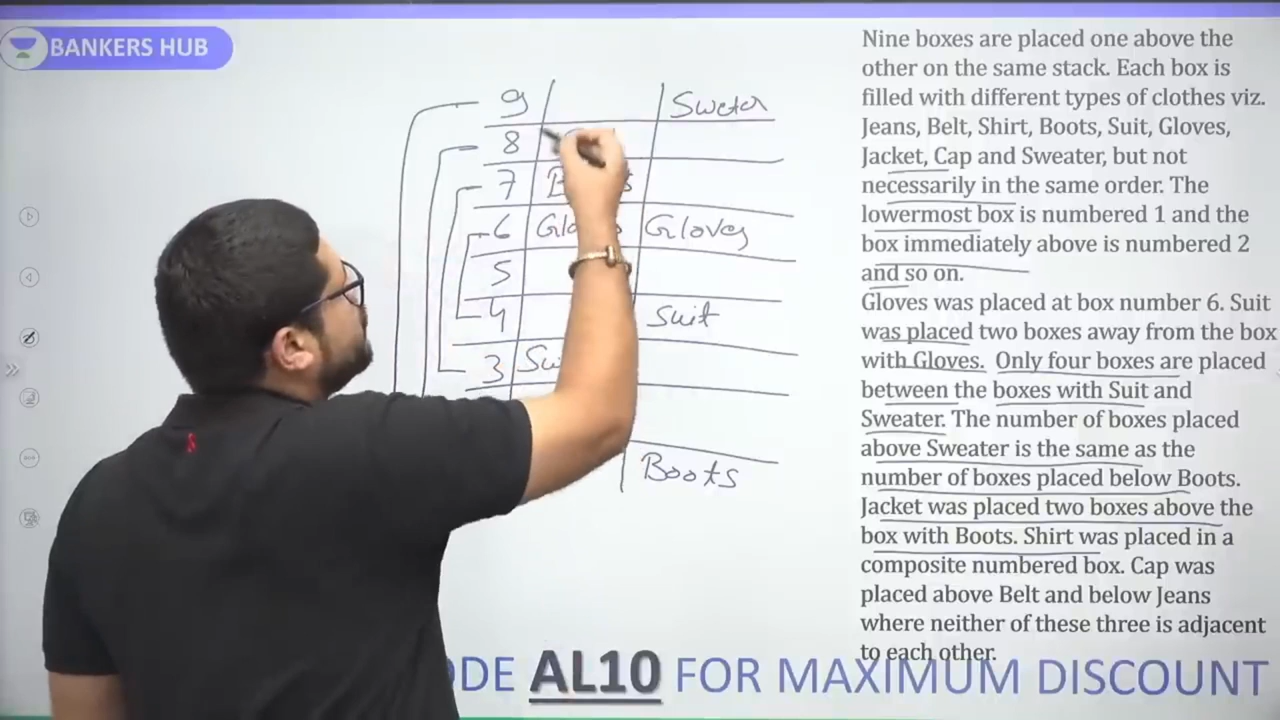 BANKERS HUB
9 Sweter
8
7
6 Gloves
5
4 Suit
3
Boots
Nine boxes are placed one above the
other on the same stack. Each box is
filled with different types of clothes viz.
Jeans, Belt, Shirt, Boots, Suit, Gloves,
Jacket, Cap and Sweater, but not
necessarily in the same order. The
lowermost box is numbered 1 and the
box immediately above is numbered 2
and so on.
Gloves was placed at box number 6. Suit
was placed two boxes away from the box
with Gloves. Only four boxes are placed
between the boxes with Suit and
Sweater. The number of boxes placed
above Sweater is the same as the
number of boxes placed below Boots.
Jacket was placed two boxes above the
box with Boots. Shirt was placed in a
composite numbered box. Cap was
placed above Belt and below Jeans
where neither of these three is adjacent
to each other.
ODE AL10 FOR MAXIMUM DISCOUNT